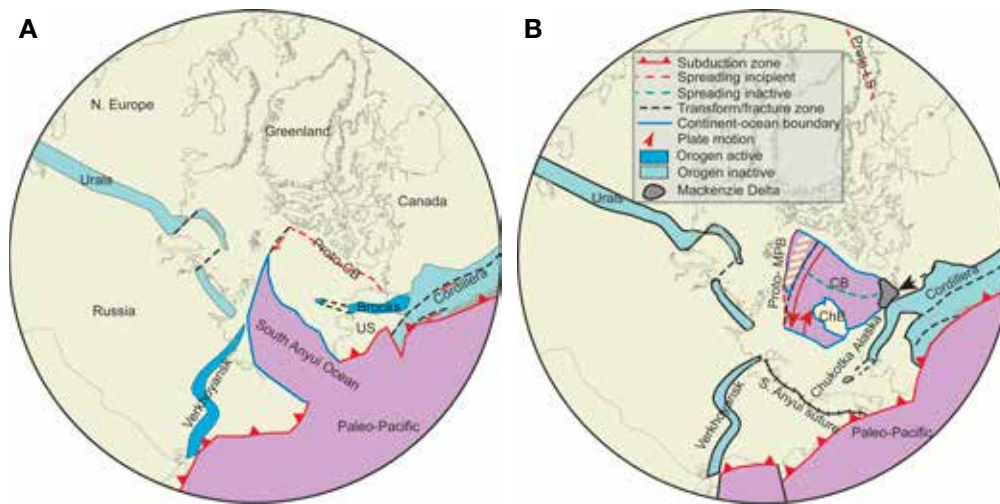 A
N. Europe
Greenland
Urals
Canada
Proto-CB
Cordillera
Russia
Brooks
US
South Anyui Ocean
Verkhoyansk
Paleo-Pacific
B
Proto-LS
Subduction zone
Spreading incipient
Spreading inactive
Transform/fracture zone
Continent-ocean boundary
Plate motion
Orogen active
Orogen inactive
Mackenzie Delta
Urals
Proto- MPB
CB
Cordillera
ChB
Chukotka Alaska
Verkhoyansk
S. Anyui suture
Paleo-Pacific